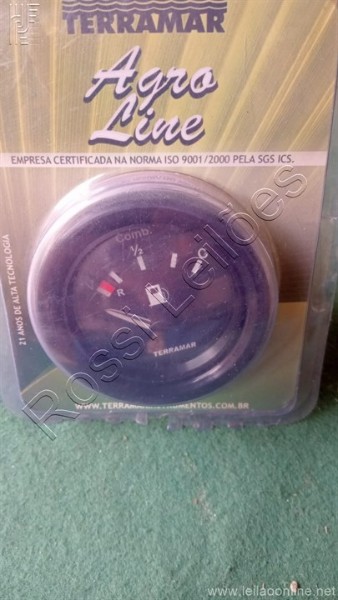 TERRAMAR
Agro
Line
EMPRESA CERTIFICADA NA NORMA ISO 9001/2000 PELA SGS ICS.
21 ANOS DE ALTA TECNOLOGIA
Comb.
½
R
C
TERRAMAR
Rossi Leilões
www.leilaoonline.net